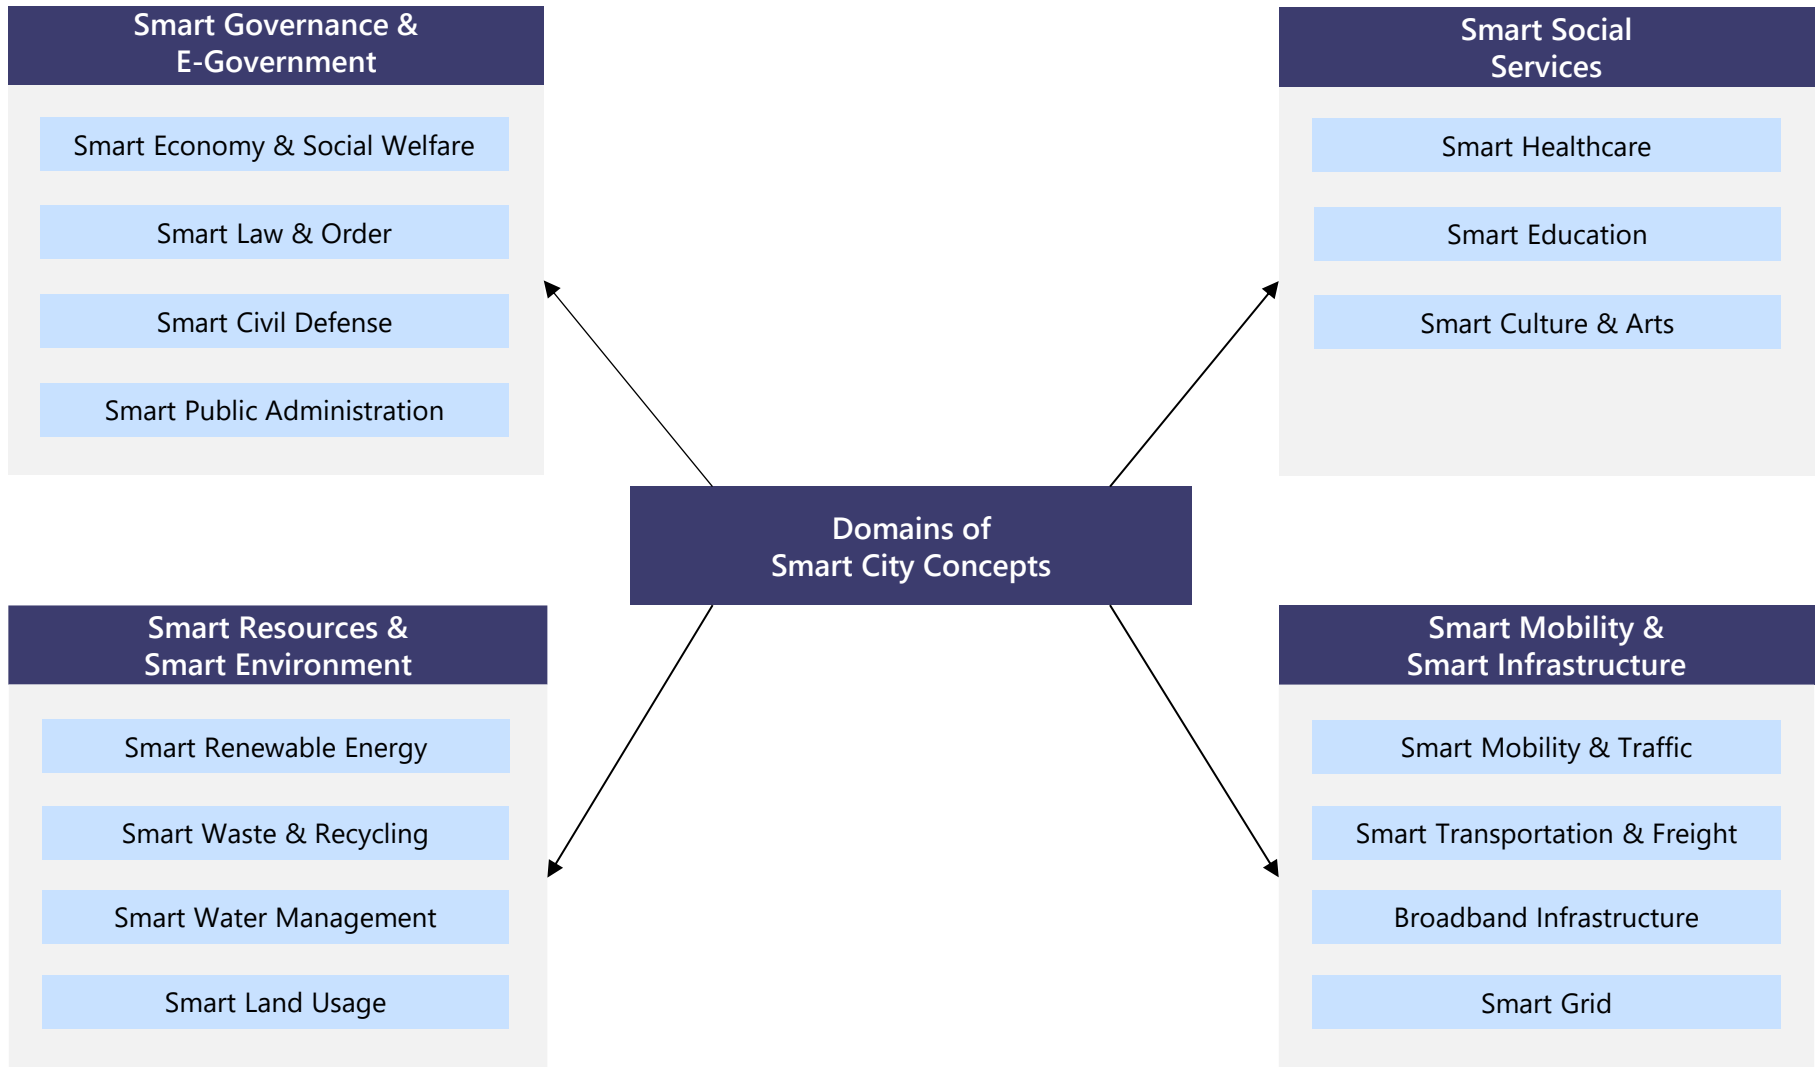 Smart Governance &
E-Government
Smart Economy & Social Welfare
Smart Law & Order
Smart Civil Defense
Smart Public Administration
Smart Social
Services
Smart Healthcare
Smart Education
Smart Culture & Arts
Domains of
Smart City Concepts
Smart Resources &
Smart Environment
Smart Renewable Energy
Smart Waste & Recycling
Smart Water Management
Smart Land Usage
Smart Mobility &
Smart Infrastructure
Smart Mobility & Traffic
Smart Transportation & Freight
Broadband Infrastructure
Smart Grid